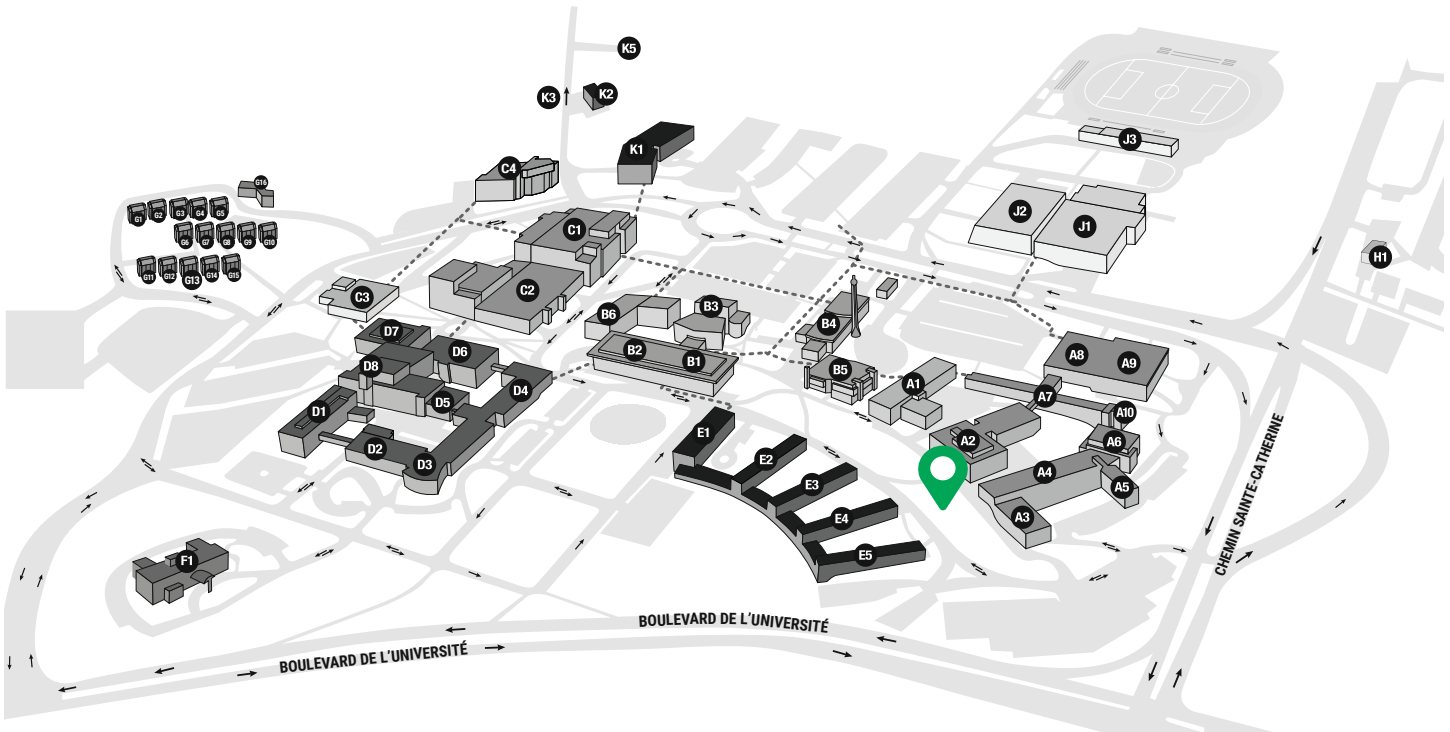 K5
K3
K2
K1
J3
C4
G16
G1
G2
G3
G4
G5
G6
G7
G8
G9
G10
G11
G12
G13
G14
G15
C1
C2
C3
J2
J1
H1
B6
B3
B4
B2
B1
B5
D7
D6
D8
D5
D4
D1
D2
D3
A8
A9
A1
A7
A10
A2
A6
A4
A5
A3
E1
E2
E3
E4
E5
F1
CHEMIN SAINTE-CATHERINE
BOULEVARD DE L'UNIVERSITÉ
BOULEVARD DE L'UNIVERSITÉ